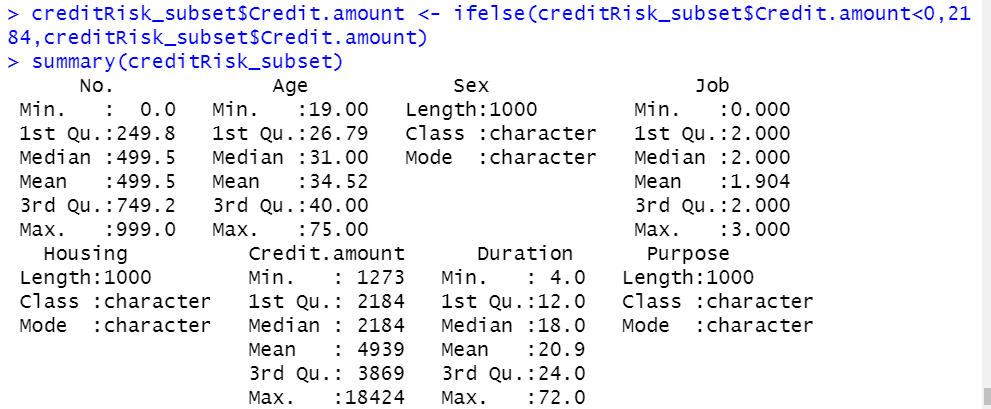 > creditRisk_subset$Credit.amount <- ifelse(creditRisk_subset$Credit.amount<0,21
84,creditRisk_subset$Credit.amount)
> summary(creditRisk_subset)
      No.             Age            Sex                 Job
 Min.   :  0.0   Min.   :19.00   Length:1000        Min.   :0.000
 1st Qu.:249.8   1st Qu.:26.79   Class :character   1st Qu.:2.000
 Median :499.5   Median :31.00   Mode  :character   Median :2.000
 Mean   :499.5   Mean   :34.52                      Mean   :1.904
 3rd Qu.:749.2   3rd Qu.:40.00                      3rd Qu.:2.000
 Max.   :999.0   Max.   :75.00                      Max.   :3.000
   Housing          Credit.amount      Duration      Purpose
 Length:1000        Min.   : 1273   Min.   : 4.0   Length:1000
 Class :character   1st Qu.: 2184   1st Qu.:12.0   Class :character
 Mode  :character   Median : 2184   Median :18.0   Mode  :character
                    Mean   : 4939   Mean   :20.9
                    3rd Qu.: 3869   3rd Qu.:24.0
                    Max.   :18424   Max.   :72.0